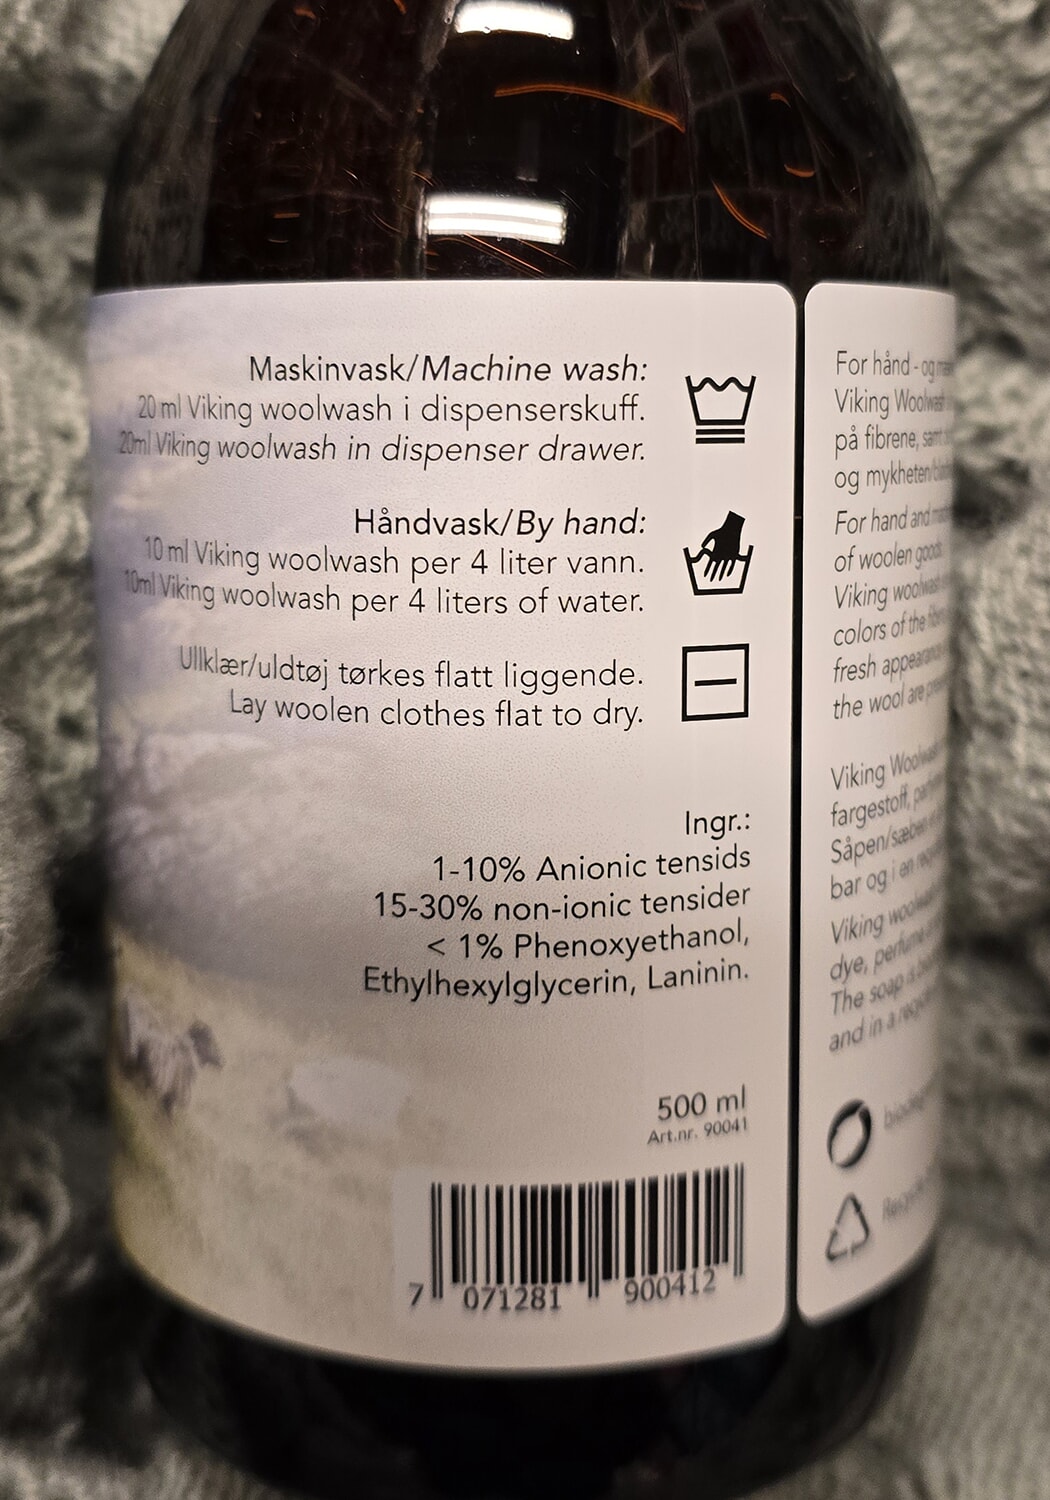 Maskinvask/Machine wash:
20 ml Viking woolwash i dispenserskuff.
20ml Viking woolwash in dispenser drawer.
Håndvask/By hand:
10 ml Viking woolwash per 4 liter vann.
10ml Viking woolwash per 4 liters of water.
Ullklær/uldtøj tørkes flatt liggende.
Lay woolen clothes flat to dry.
Ingr.:
1-10% Anionic tensids
15-30% non-ionic tensider
< 1% Phenoxyethanol,
Ethylhexylglycerin, Laninin.
500 ml
Art.nr. 90041
7 071281 900412
For hånd - og
Viking Woolwash
på fibrene, samt
og mykheten/
For hand and
of woolen goods
Viking woolwash
colors of the
fresh appearance
the wool are
Viking Woolwash
fargestoff,
Såpen/sæben
bar og i en
Viking woolwash
dye, perfume
The soap is
and in a